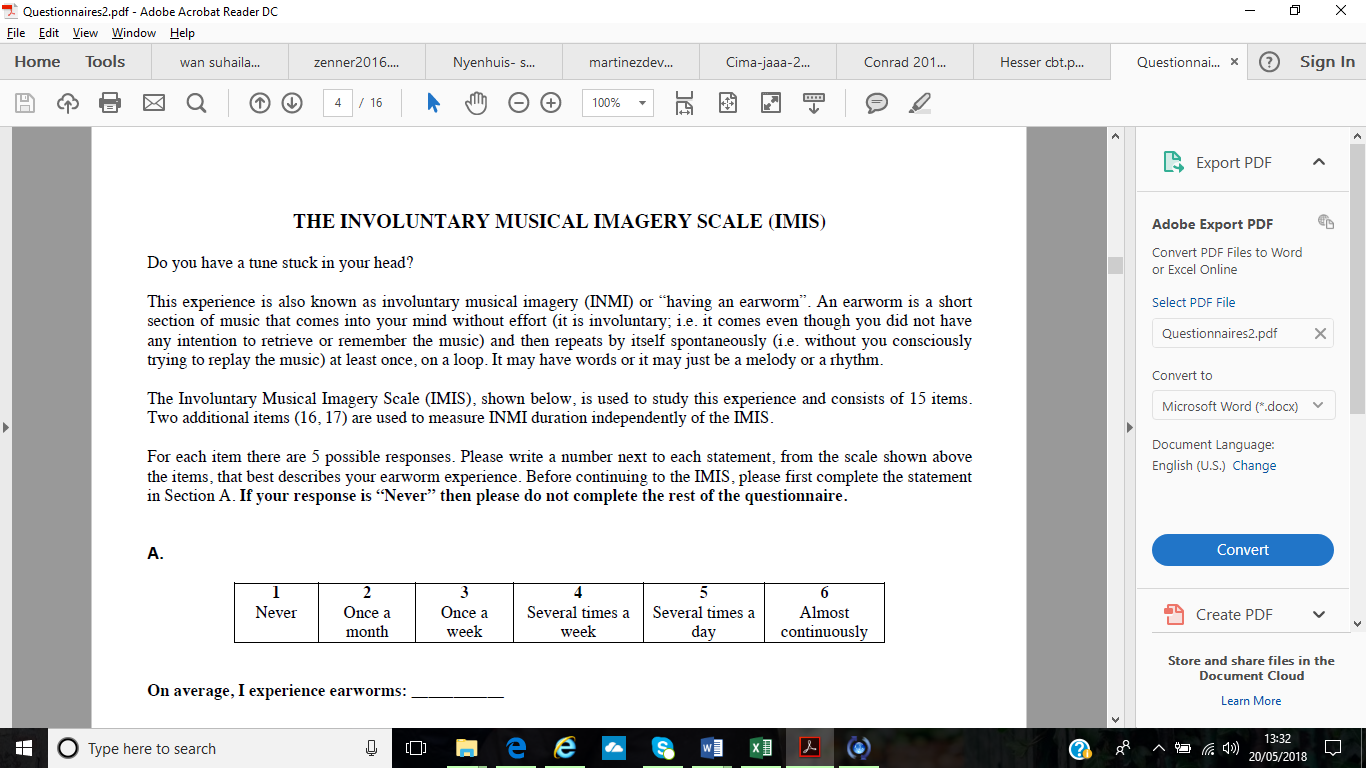 Questionnaires2.pdf - Adobe Acrobat Reader DC
File Edit View Window Help
Home Tools wan suhaila... zenner2016.... Nyenhuis- s... martinezdev... Cima-jaaa-2... Conrad 201... Hesser cbt.p... Questionnai... × ? Sign In
4 / 16 100%
THE INVOLUNTARY MUSICAL IMAGERY SCALE (IMIS)
Do you have a tune stuck in your head?
This experience is also known as involuntary musical imagery (INMI) or “having an earworm”. An earworm is a short
section of music that comes into your mind without effort (it is involuntary; i.e. it comes even though you did not have
any intention to retrieve or remember the music) and then repeats by itself spontaneously (i.e. without you consciously
trying to replay the music) at least once, on a loop. It may have words or it may just be a melody or a rhythm.
The Involuntary Musical Imagery Scale (IMIS), shown below, is used to study this experience and consists of 15 items.
Two additional items (16, 17) are used to measure INMI duration independently of the IMIS.
For each item there are 5 possible responses. Please write a number next to each statement, from the scale shown above
the items, that best describes your earworm experience. Before continuing to the IMIS, please first complete the statement
in Section A. If your response is “Never” then please do not complete the rest of the questionnaire.
A.
1 2 3 4 5 6
Never Once a Once a Several times a Several times a Almost
month week week day continuously
On average, I experience earworms: ___________
Export PDF
Adobe Export PDF
Convert PDF Files to Word
or Excel Online
Select PDF File
Questionnaires2.pdf
Convert to
Microsoft Word (*.docx)
Document Language:
English (U.S.) Change
Convert
Create PDF
Store and share files in the
Document Cloud
Learn More
Type here to search
13:32
20/05/2018